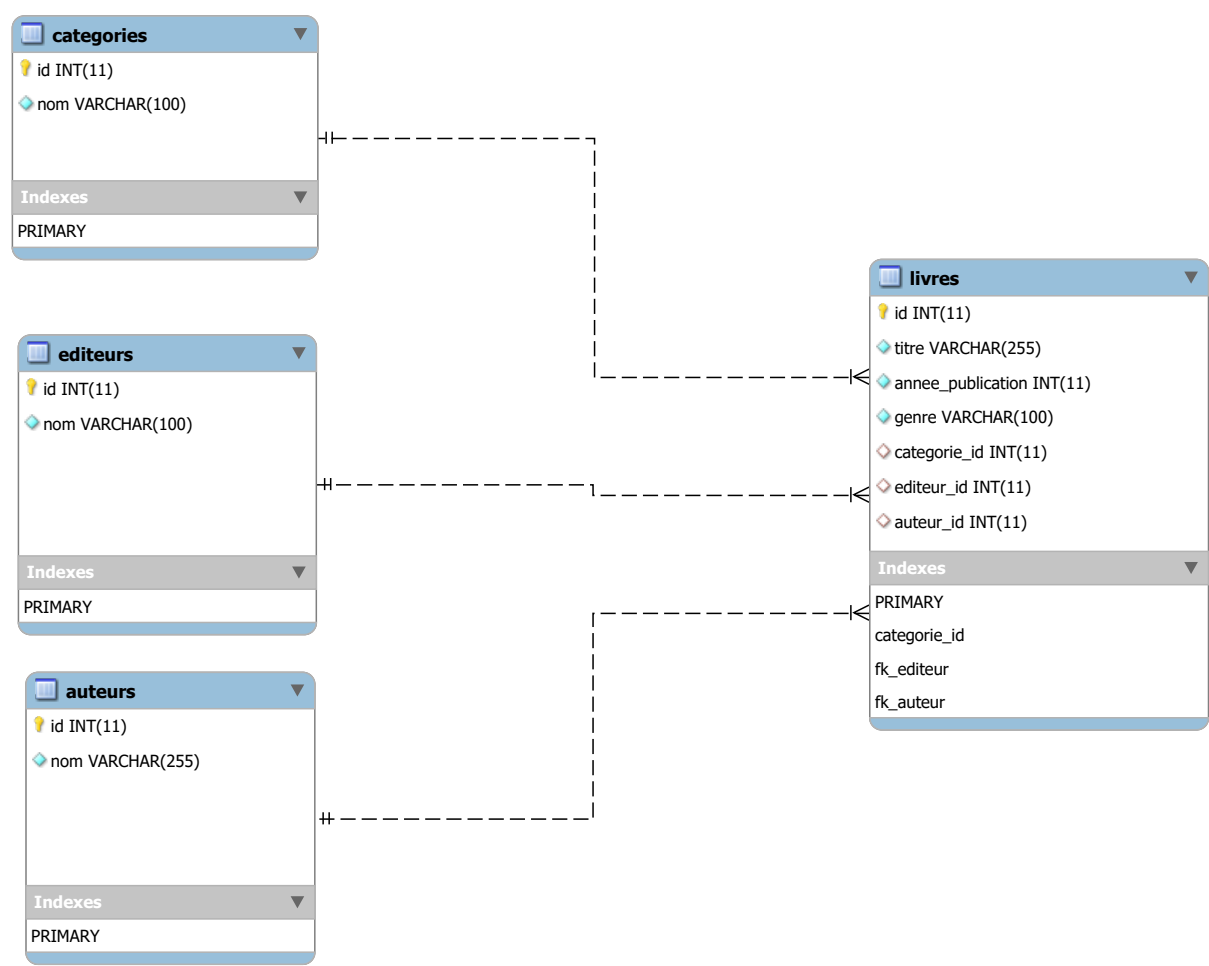 categories
id INT(11)
nom VARCHAR(100)
Indexes
PRIMARY
editeurs
id INT(11)
nom VARCHAR(100)
Indexes
PRIMARY
auteurs
id INT(11)
nom VARCHAR(255)
Indexes
PRIMARY
livres
id INT(11)
titre VARCHAR(255)
annee_publication INT(11)
genre VARCHAR(100)
categorie_id INT(11)
editeur_id INT(11)
auteur_id INT(11)
Indexes
PRIMARY
categorie_id
fk_editeur
fk_auteur